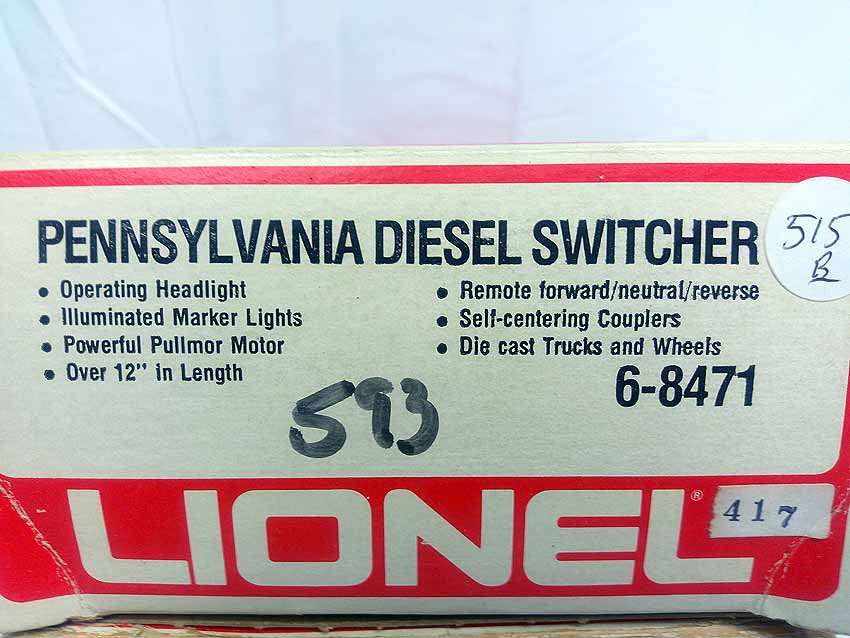 PENNSYLVANIA DIESEL SWITCHER
515
B
• Operating Headlight
• Illuminated Marker Lights
• Powerful Pullmor Motor
• Over 12" in Length
• Remote forward/neutral/reverse
• Self-centering Couplers
• Die cast Trucks and Wheels
6-8471
593
LIONEL®
417